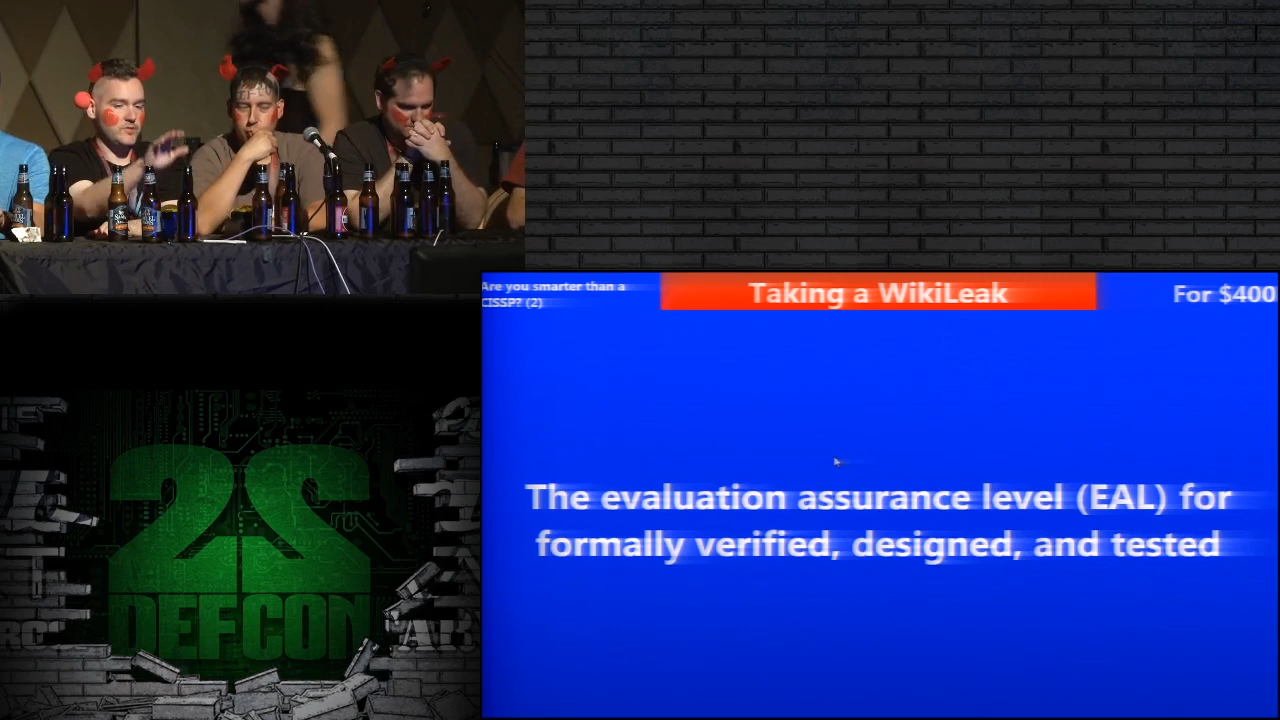 Are you smarter than a
CISSP? (2)
Taking a WikiLeak
For $400
The evaluation assurance level (EAL) for
formally verified, designed, and tested
22
DEFCON